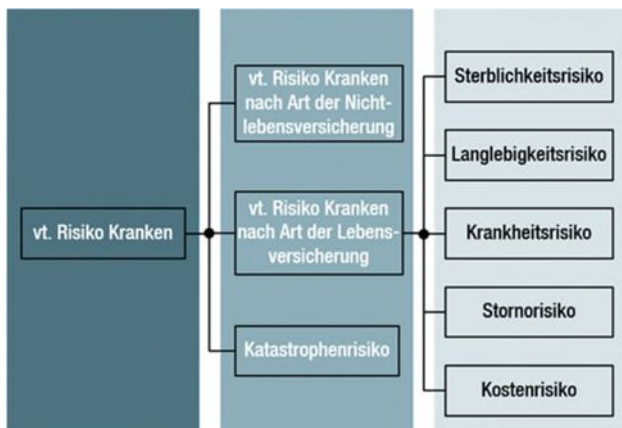 vt. Risiko Kranken
vt. Risiko Kranken
nach Art der Nicht-
lebensversicherung
vt. Risiko Kranken
nach Art der Lebens-
versicherung
Katastrophenrisiko
Sterblichkeitsrisiko
Langlebigkeitsrisiko
Krankheitsrisiko
Stornorisiko
Kostenrisiko